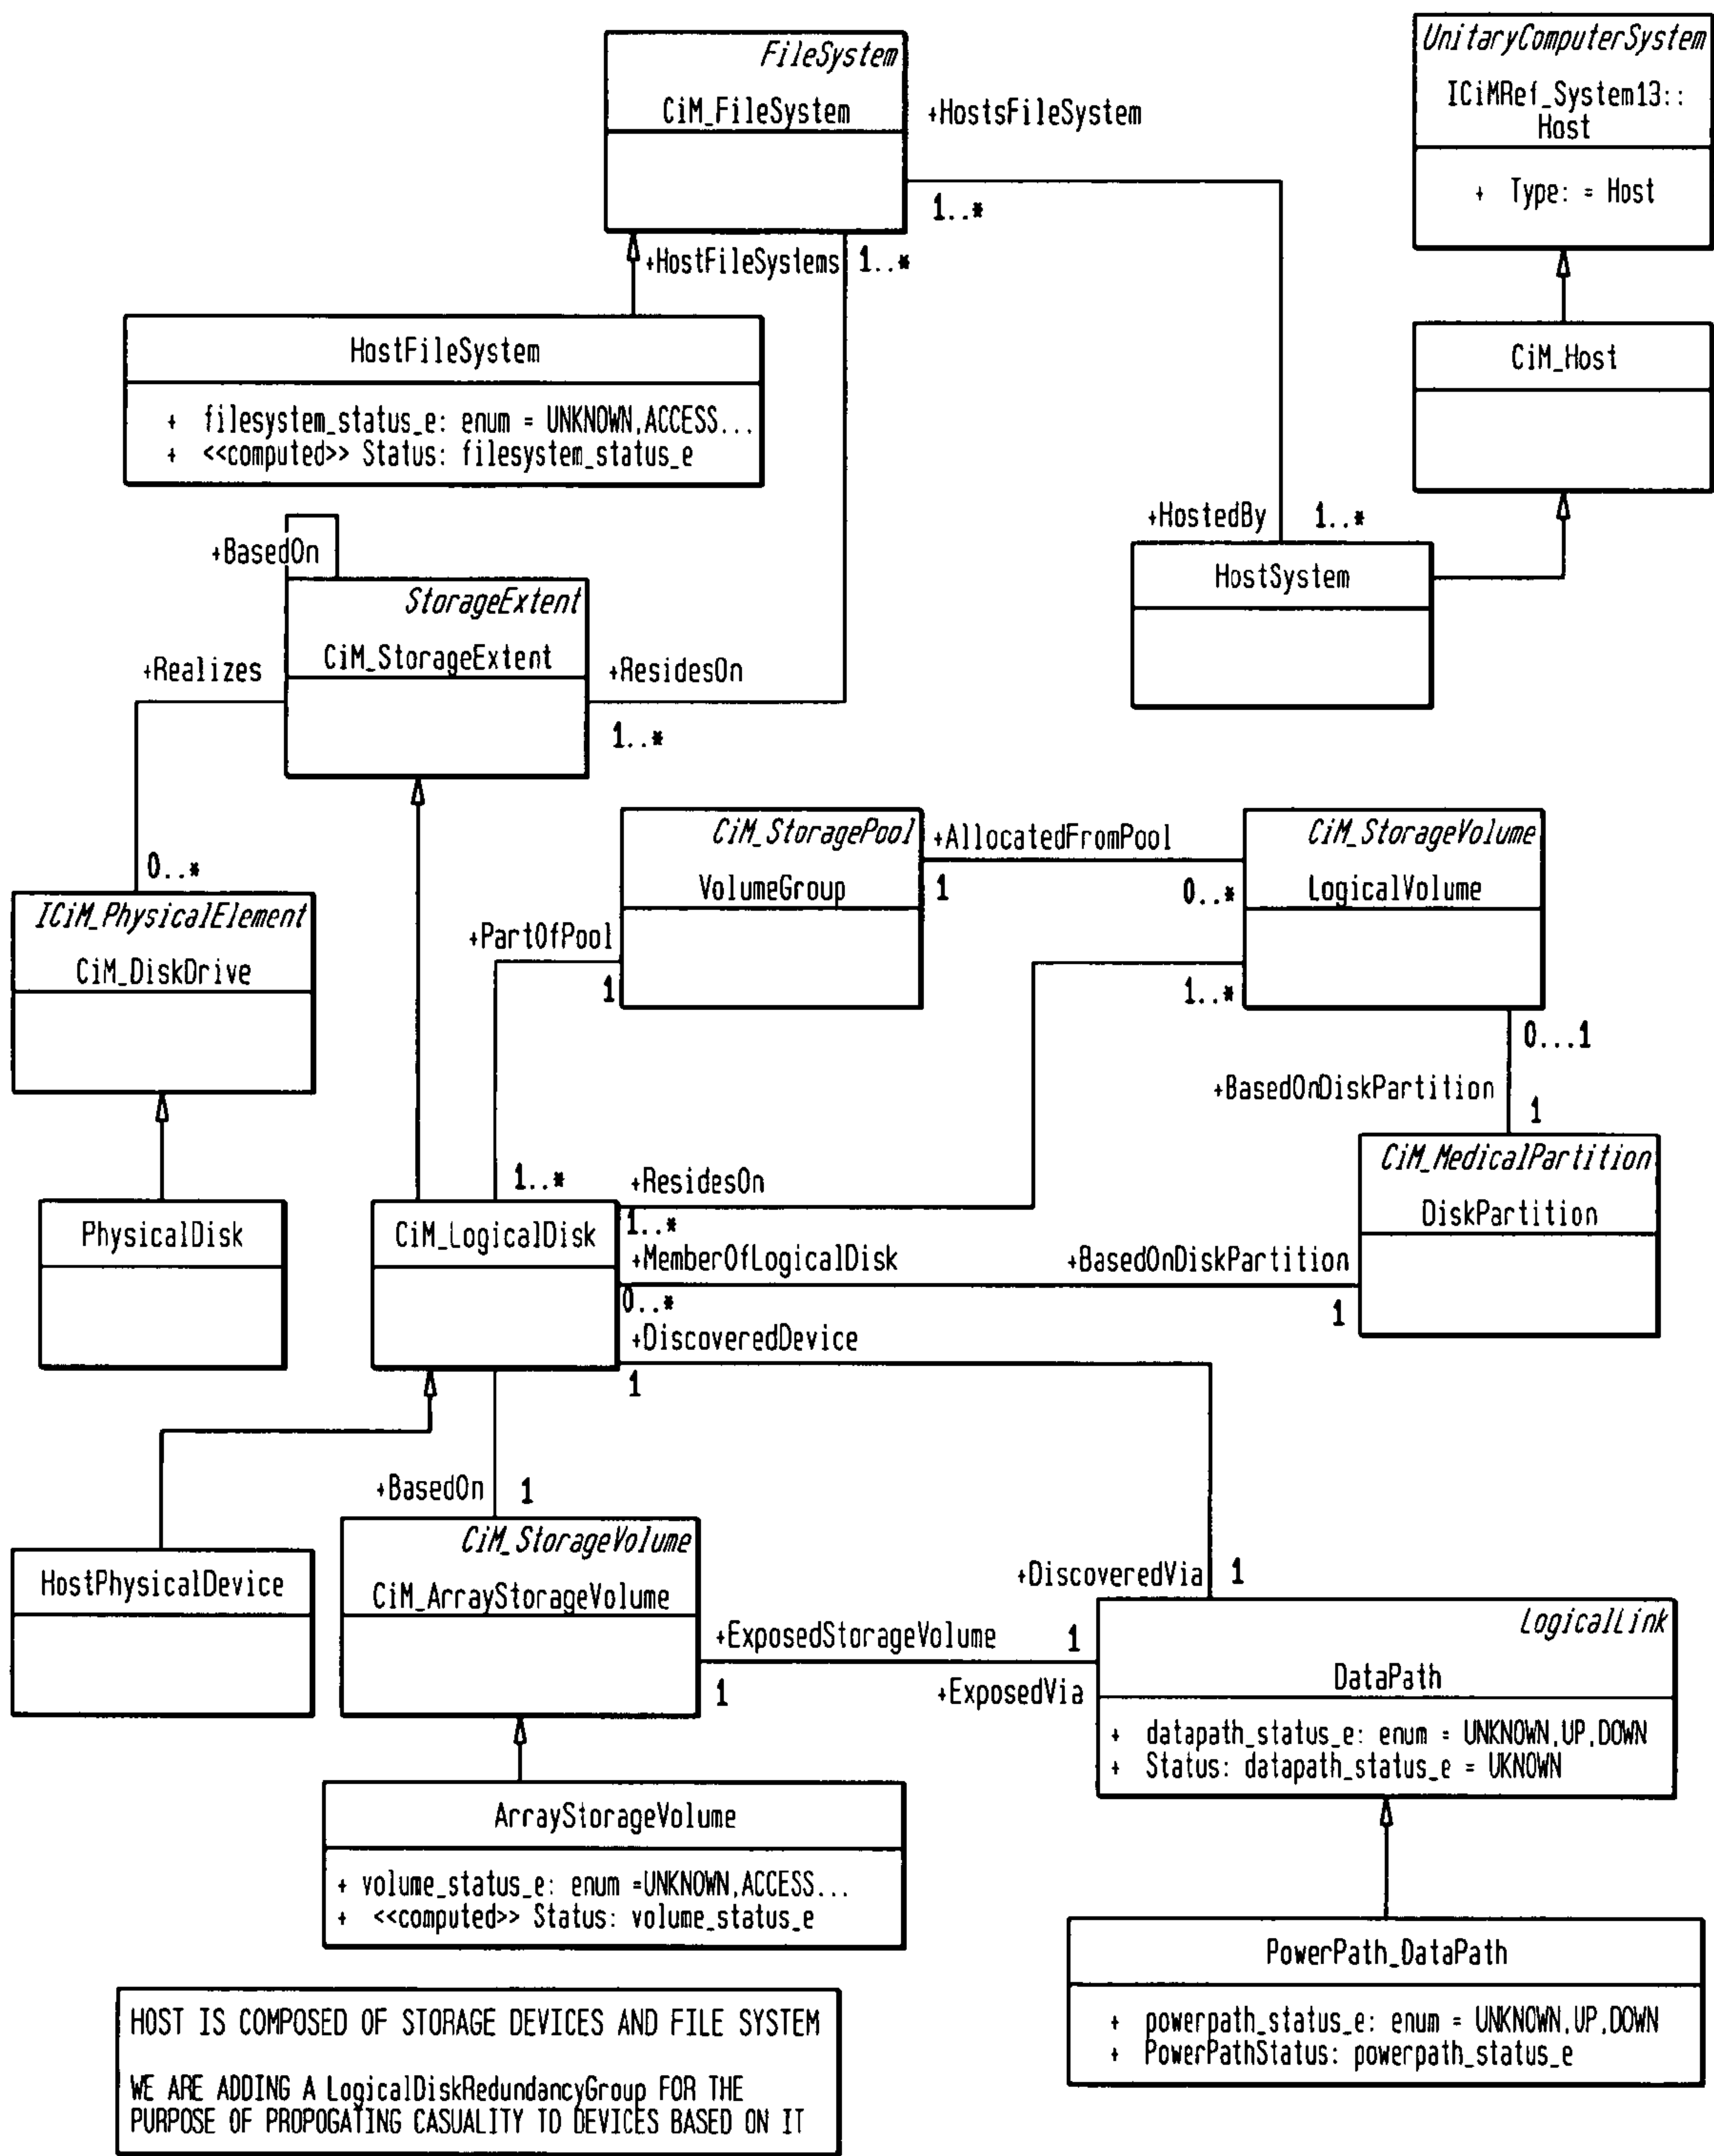 FileSystem
CiM_FileSystem
+HostsFileSystem
1..*
UnitaryComputerSystem
ICiMRef_System13::
Host
+ Type: = Host
+HostFileSystems
1..*
HostFileSystem
+ filesystem_status_e: enum = UNKNOWN,ACCESS...
+ <<computed>> Status: filesystem_status_e
CiM_Host
+HostedBy
1..*
HostSystem
+BasedOn
StorageExtent
CiM_StorageExtent
+Realizes
+ResidesOn
1..*
0..*
ICiM_PhysicalElement
CiM_DiskDrive
CiM_StoragePool
VolumeGroup
+AllocatedFromPool
1
0..*
CiM_StorageVolume
LogicalVolume
+PartOfPool
1
1..*
0...1
+BasedOnDiskPartition
1
CiM_MedicalPartition
DiskPartition
PhysicalDisk
1..*
CiM_LogicalDisk
+ResidesOn
1..*
+MemberOfLogicalDisk
+BasedOnDiskPartition
0..*
1
+DiscoveredDevice
1
+BasedOn
1
HostPhysicalDevice
CiM_StorageVolume
CiM_ArrayStorageVolume
+DiscoveredVia
1
+ExposedStorageVolume
1
1
+ExposedVia
LogicalLink
DataPath
+ datapath_status_e: enum = UNKNOWN,UP,DOWN
+ Status: datapath_status_e = UKNOWN
ArrayStorageVolume
+ volume_status_e: enum =UNKNOWN,ACCESS...
+ <<computed>> Status: volume_status_e
PowerPath_DataPath
+ powerpath_status_e: enum = UNKNOWN,UP,DOWN
+ PowerPathStatus: powerpath_status_e
HOST IS COMPOSED OF STORAGE DEVICES AND FILE SYSTEM
WE ARE ADDING A LogicalDiskRedundancyGroup FOR THE
PURPOSE OF PROPOGATING CASUALITY TO DEVICES BASED ON IT